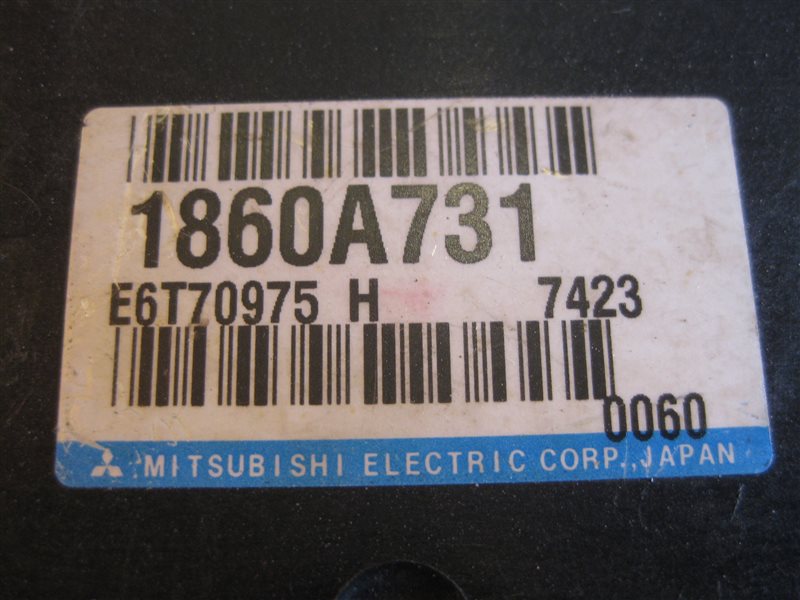 1860A731
E6T70975 H 7423
0060
MITSUBISHI ELECTRIC CORP.,JAPAN